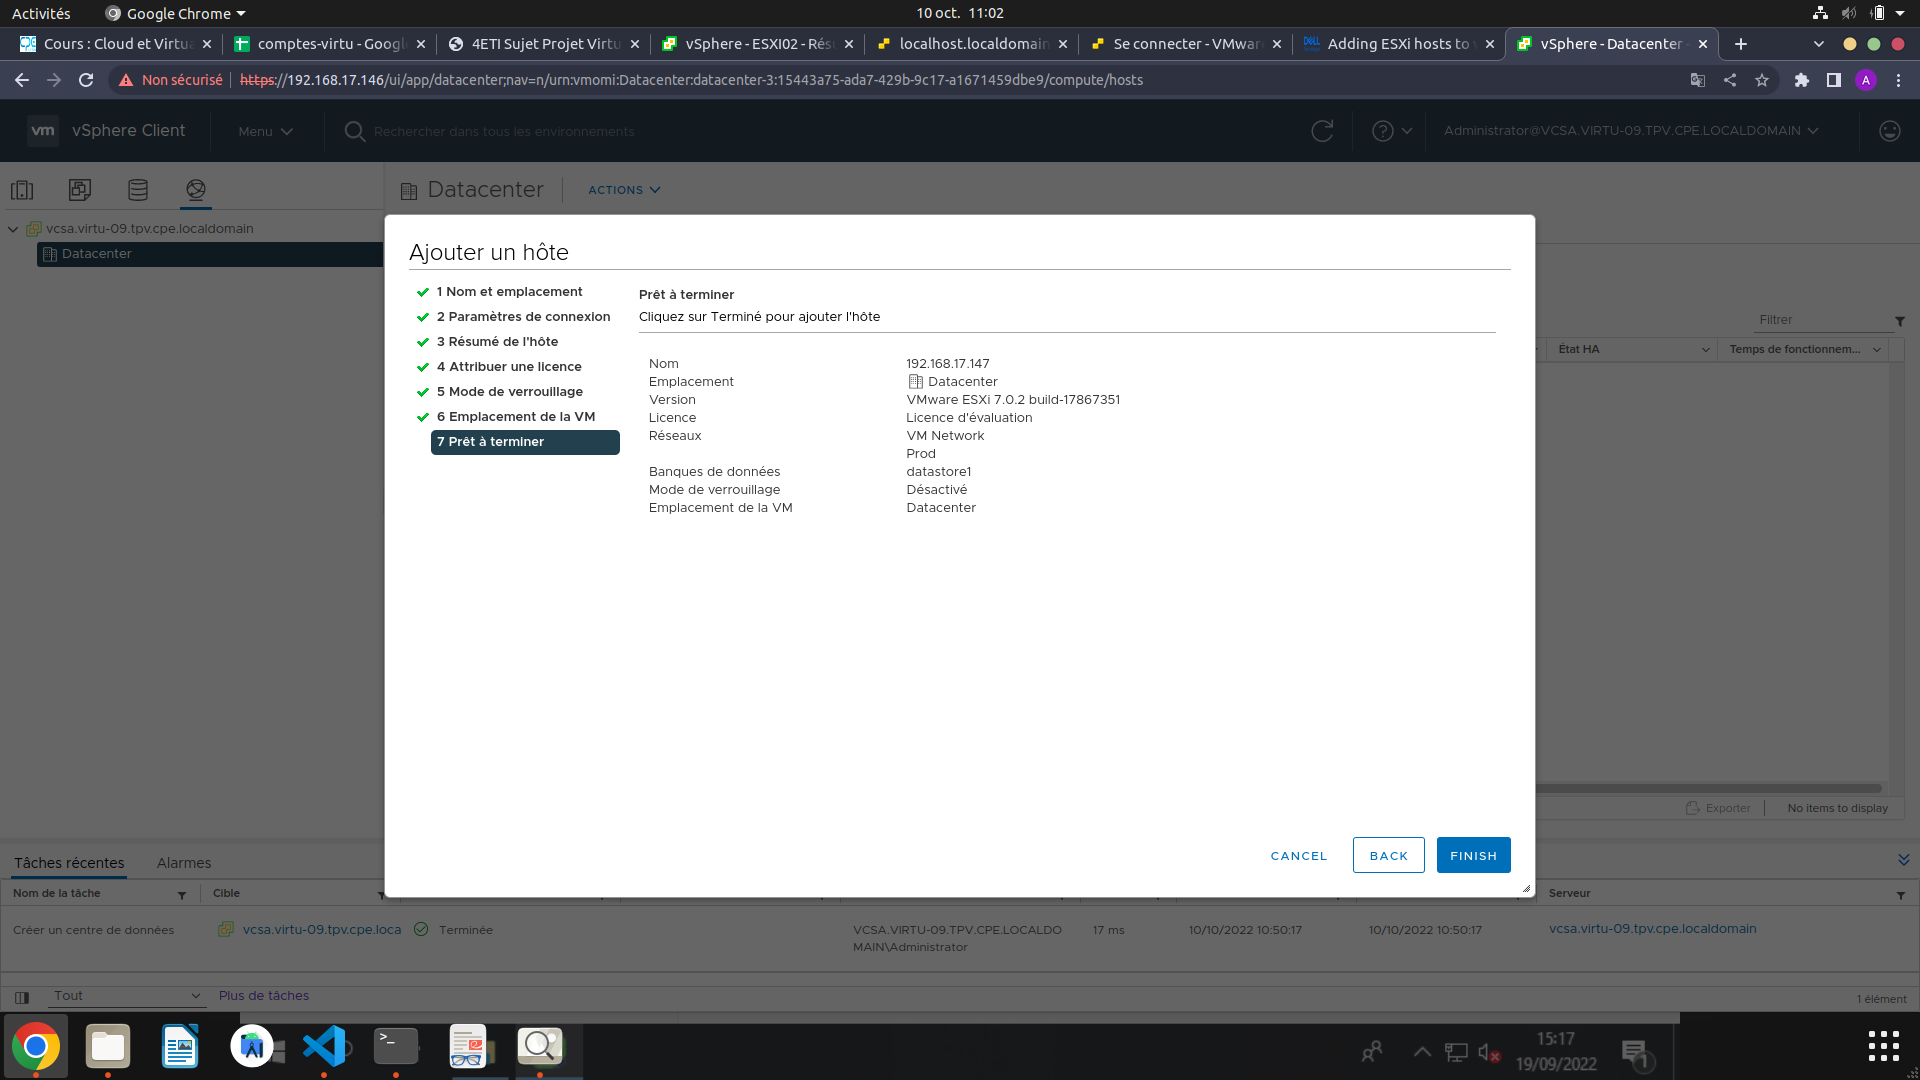 Activités
Google Chrome
10 oct. 11:02
Cours : Cloud et Virtua
comptes-virtu - Googl
4ETI Sujet Projet Virtu
vSphere - ESXI02 - Rés
localhost.localdomain
Se connecter - VMwar
DELL
Adding ESXi hosts to v
vSphere - Datacenter -
Non sécurisé
https://192.168.17.146/ui/app/datacenter;nav=n/urn:vmomi:Datacenter:datacenter-3:15443a75-ada7-429b-9c17-a1671459dbe9/compute/hosts
A
vm
vSphere Client
Menu
Rechercher dans tous les environnements
Administrator@VCSA.VIRTU-09.TPV.CPE.LOCALDOMAIN
Datacenter
ACTIONS
vcsa.virtu-09.tpv.cpe.localdomain
Datacenter
Ajouter un hôte
1 Nom et emplacement
2 Paramètres de connexion
3 Résumé de l'hôte
4 Attribuer une licence
5 Mode de verrouillage
6 Emplacement de la VM
7 Prêt à terminer
Prêt à terminer
Cliquez sur Terminé pour ajouter l'hôte
Nom 192.168.17.147
Emplacement Datacenter
Version VMware ESXi 7.0.2 build-17867351
Licence Licence d'évaluation
Réseaux VM Network
Prod
Banques de données datastore1
Mode de verrouillage Désactivé
Emplacement de la VM Datacenter
Filtrer
État HA
Temps de fonctionnem...
Exporter
No items to display
CANCEL
BACK
FINISH
Tâches récentes
Alarmes
Nom de la tâche
Cible
Serveur
Créer un centre de données
vcsa.virtu-09.tpv.cpe.loca
Terminée
VCSA.VIRTU-09.TPV.CPE.LOCALDO
MAIN\Administrator
17 ms
10/10/2022 10:50:17
10/10/2022 10:50:17
vcsa.virtu-09.tpv.cpe.localdomain
Tout
Plus de tâches
1 élément
15:17
19/09/2022
1